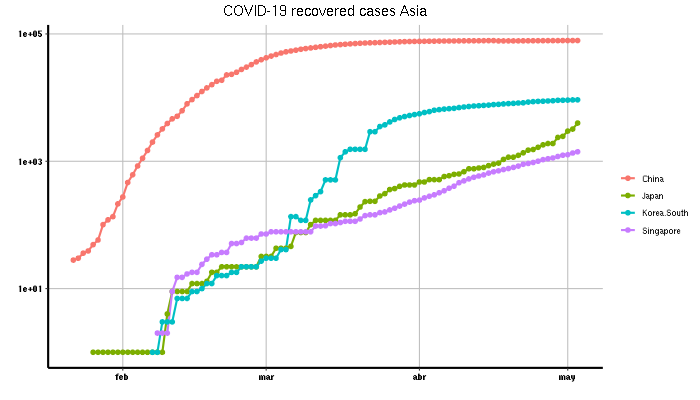 COVID-19 recovered cases Asia
1e+05
1e+03
1e+01
feb
mar
abr
may
China
Japan
Korea.South
Singapore